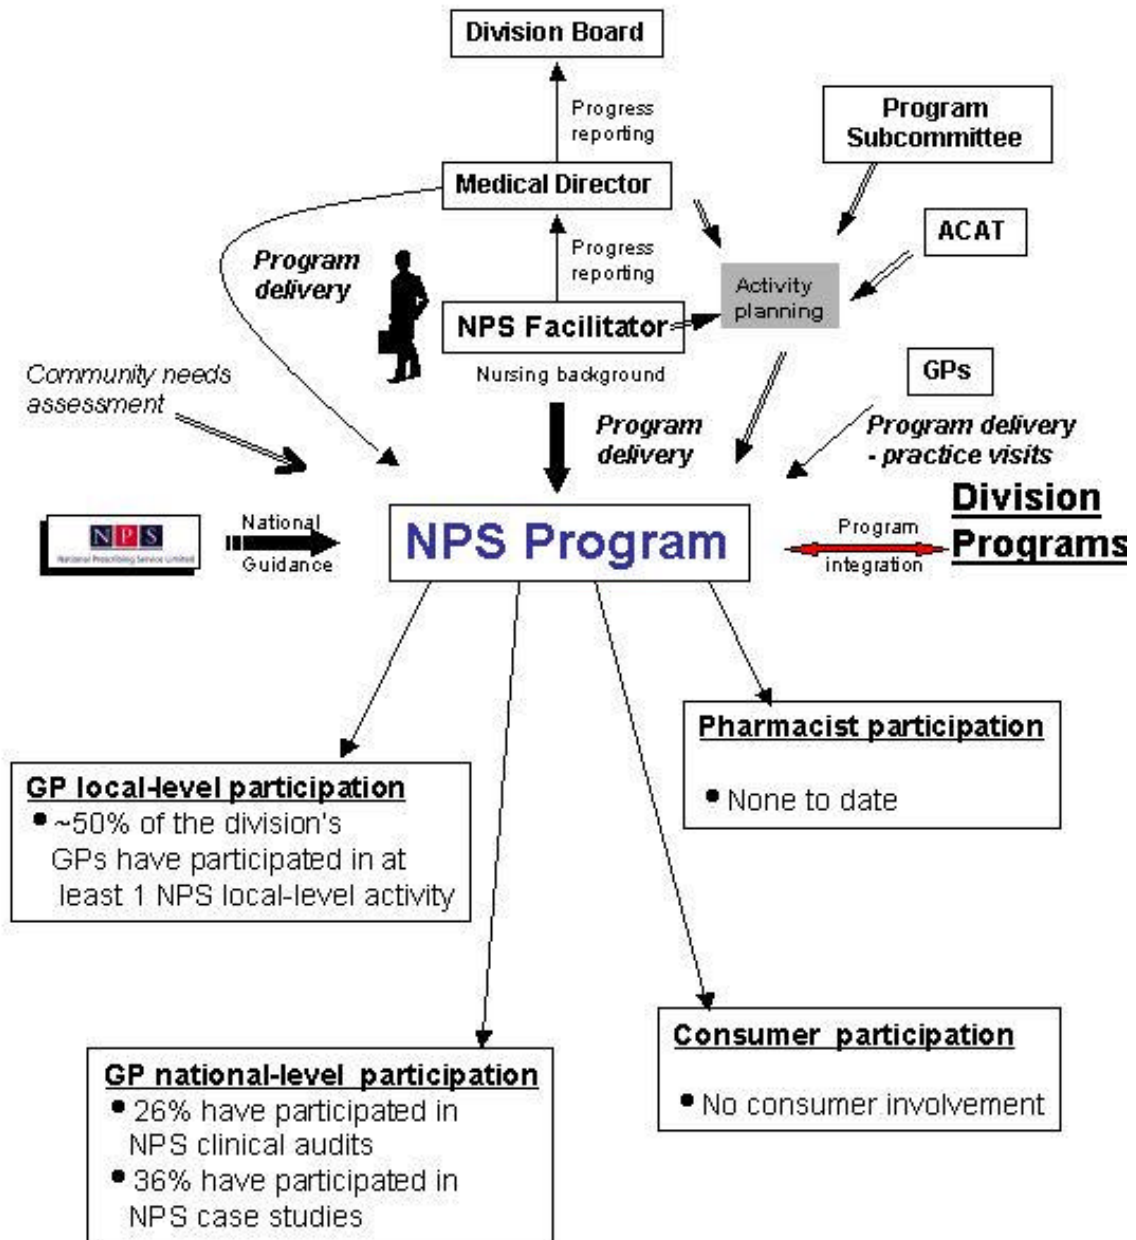 Division Board
Progress
reporting
Program
Subcommittee
Medical Director
ACAT
Program
delivery
Progress
reporting
Activity
planning
NPS Facilitator
Nursing background
Community needs
assessment
GPs
Program
delivery
Program delivery
- practice visits
NPS
National Prescribing Service Limited
National
Guidance
NPS Program
Program
integration
Division
Programs
Pharmacist participation
• None to date
GP local-level participation
• ~50% of the division's
GPs have participated in at
least 1 NPS local-level activity
Consumer participation
• No consumer involvement
GP national-level participation
• 26% have participated in
NPS clinical audits
• 36% have participated in
NPS case studies